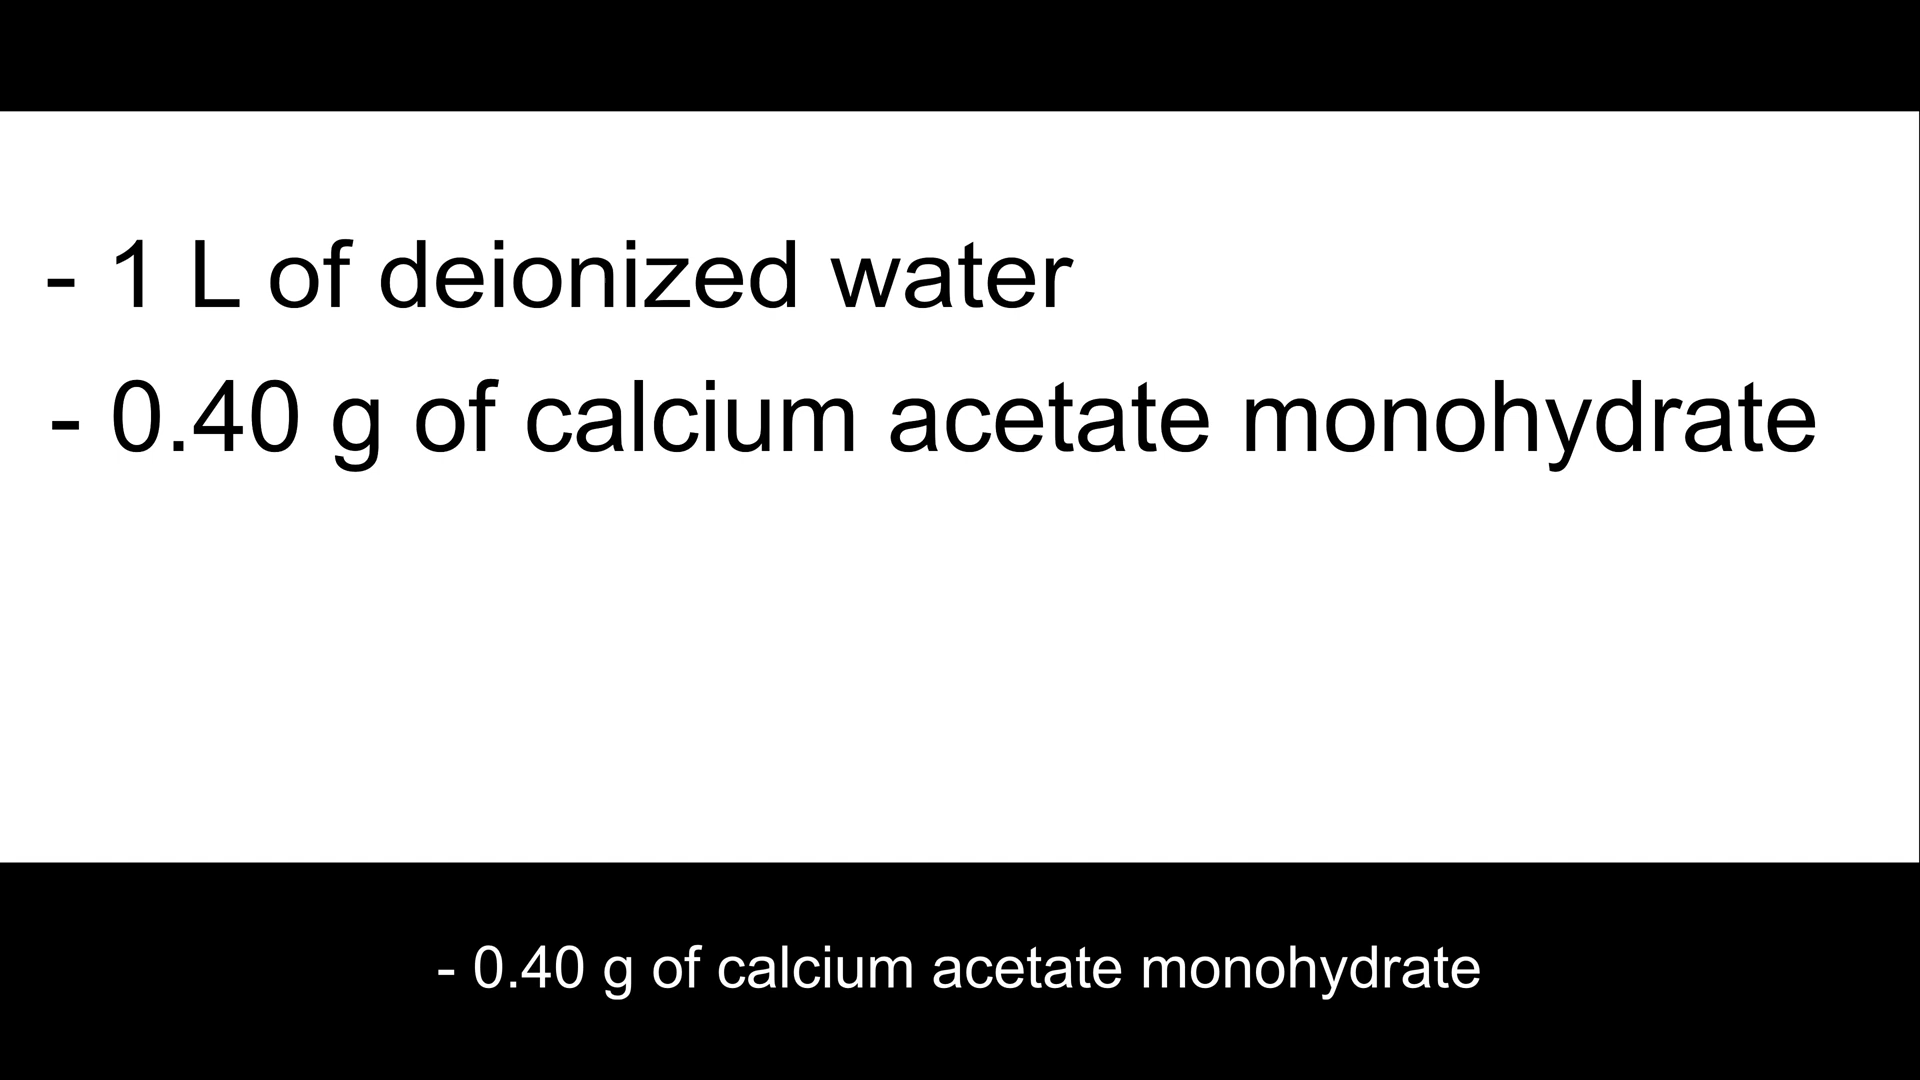 - 1 L of deionized water
- 0.40 g of calcium acetate monohydrate
- 0.40 g of calcium acetate monohydrate